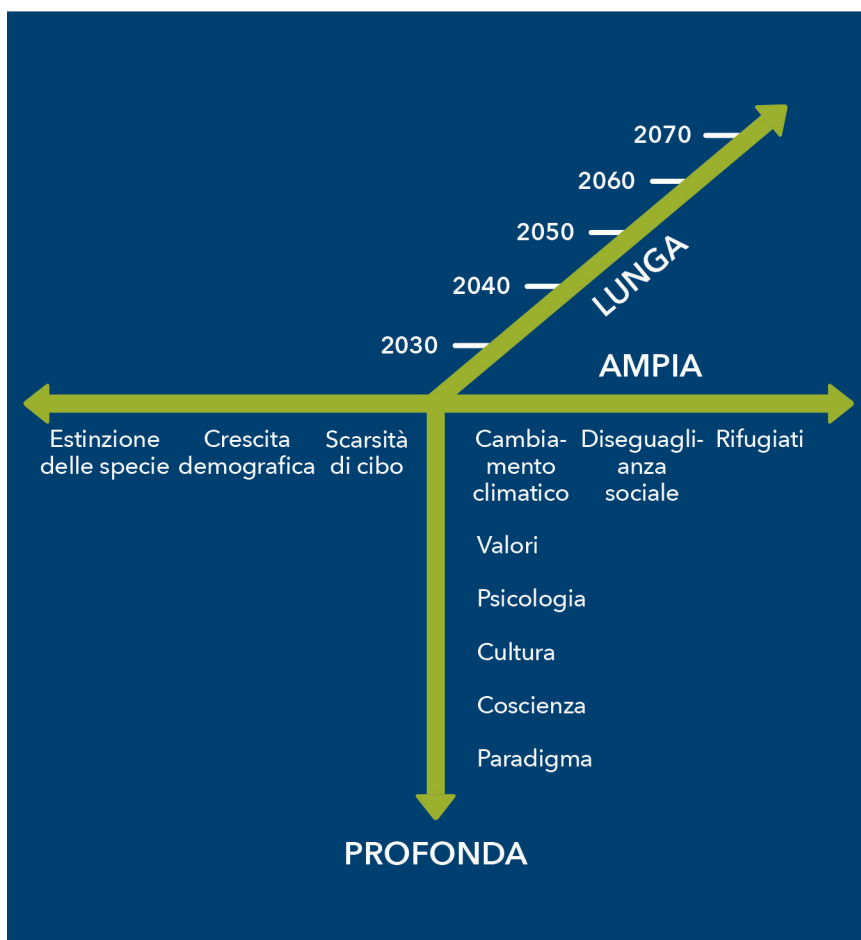 2070
2060
2050
2040
2030
LUNGA
AMPIA
Estinzione
delle specie
Crescita
demografica
Scarsità
di cibo
Cambia-
mento
climatico
Diseguagli-
anza
sociale
Rifugiati
Valori
Psicologia
Cultura
Coscienza
Paradigma
PROFONDA